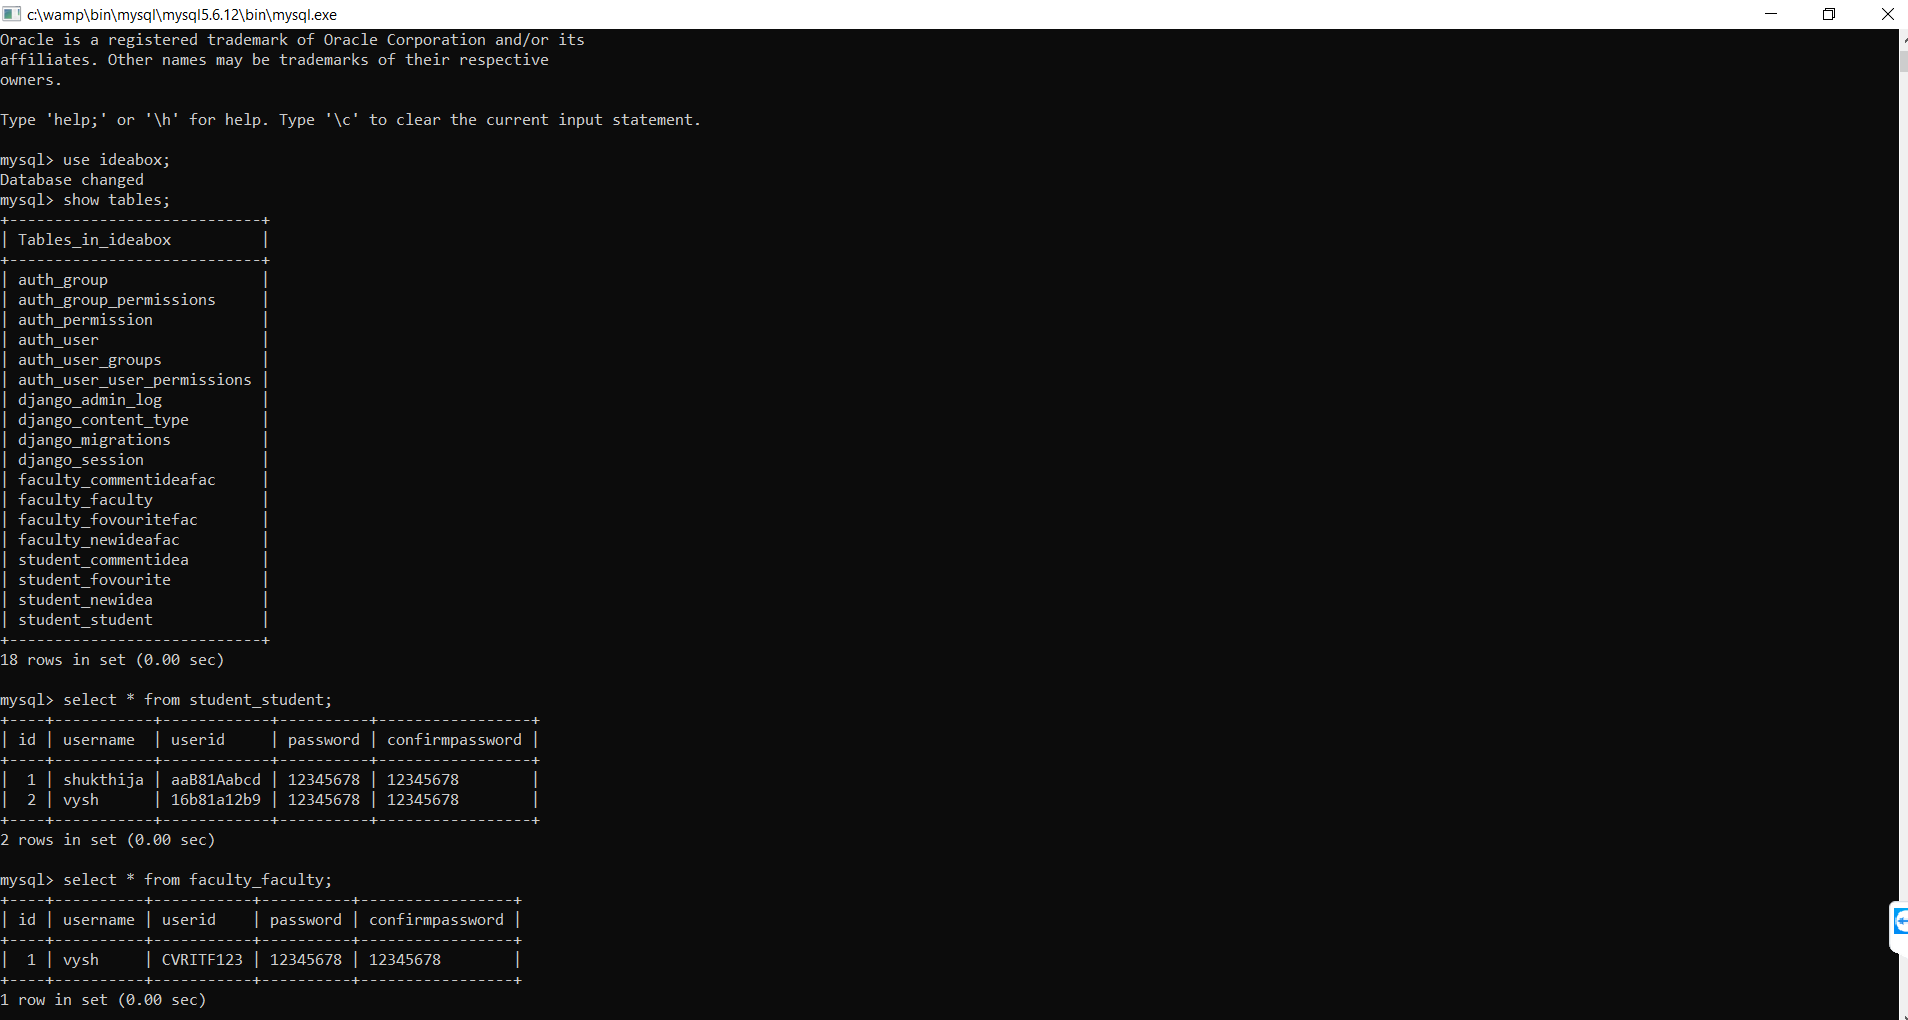 c:\wamp\bin\mysql\mysql5.6.12\bin\mysql.exe
Oracle is a registered trademark of Oracle Corporation and/or its
affiliates. Other names may be trademarks of their respective
owners.
Type 'help;' or '\h' for help. Type '\c' to clear the current input statement.
mysql> use ideabox;
Database changed
mysql> show tables;
+----------------------------+
| Tables_in_ideabox          |
+----------------------------+
| auth_group                 |
| auth_group_permissions     |
| auth_permission            |
| auth_user                  |
| auth_user_groups           |
| auth_user_user_permissions |
| django_admin_log           |
| django_content_type        |
| django_migrations          |
| django_session             |
| faculty_commentideafac     |
| faculty_faculty            |
| faculty_fovouritefac       |
| faculty_newideafac         |
| student_commentidea        |
| student_fovourite          |
| student_newidea            |
| student_student            |
+----------------------------+
18 rows in set (0.00 sec)
mysql> select * from student_student;
+----+-----------+------------+----------+-----------------+
| id | username  | userid     | password | confirmpassword |
+----+-----------+------------+----------+-----------------+
|  1 | shukthija | aaB81Aabcd | 12345678 | 12345678        |
|  2 | vysh      | 16b81a12b9 | 12345678 | 12345678        |
+----+-----------+------------+----------+-----------------+
2 rows in set (0.00 sec)
mysql> select * from faculty_faculty;
+----+----------+-----------+----------+-----------------+
| id | username | userid    | password | confirmpassword |
+----+----------+-----------+----------+-----------------+
|  1 | vysh     | CVRITF123 | 12345678 | 12345678        |
+----+----------+-----------+----------+-----------------+
1 row in set (0.00 sec)